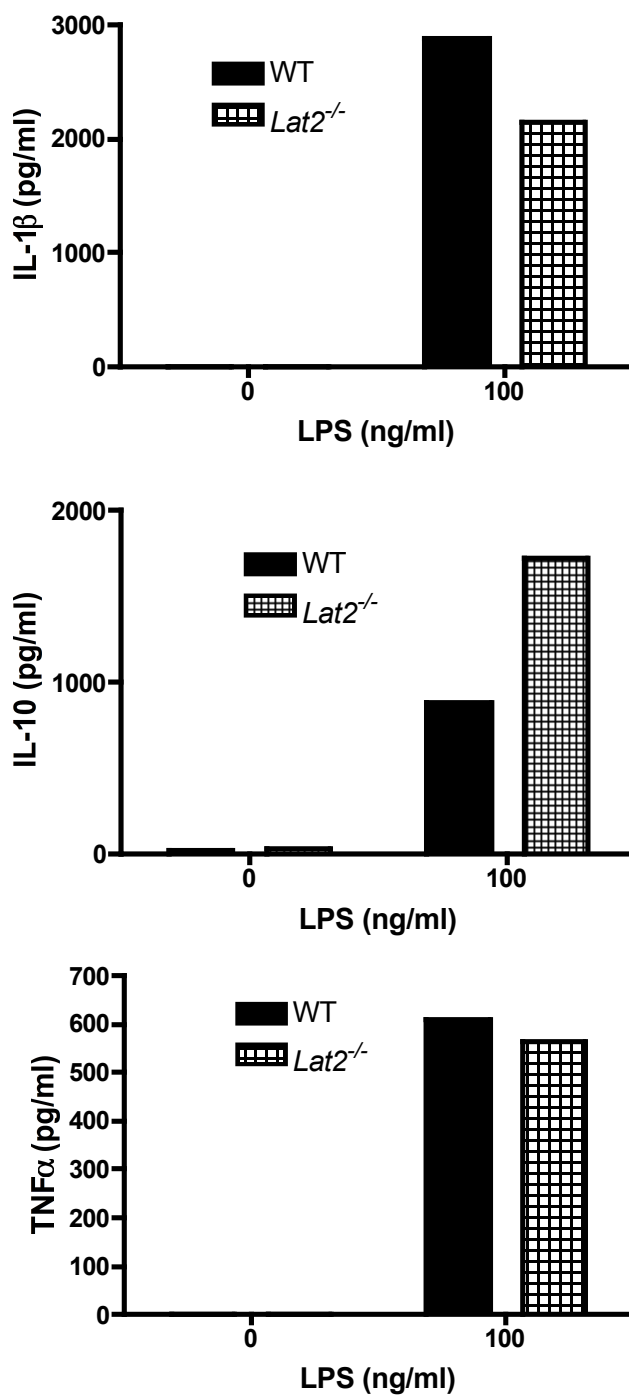 IL-1β (pg/ml)
3000
2000
1000
0
WT
Lat2-/-
0
100
LPS (ng/ml)
IL-10 (pg/ml)
2000
1000
0
WT
Lat2-/-
0
100
LPS (ng/ml)
TNFα (pg/ml)
700
600
500
400
300
200
100
0
WT
Lat2-/-
0
100
LPS (ng/ml)